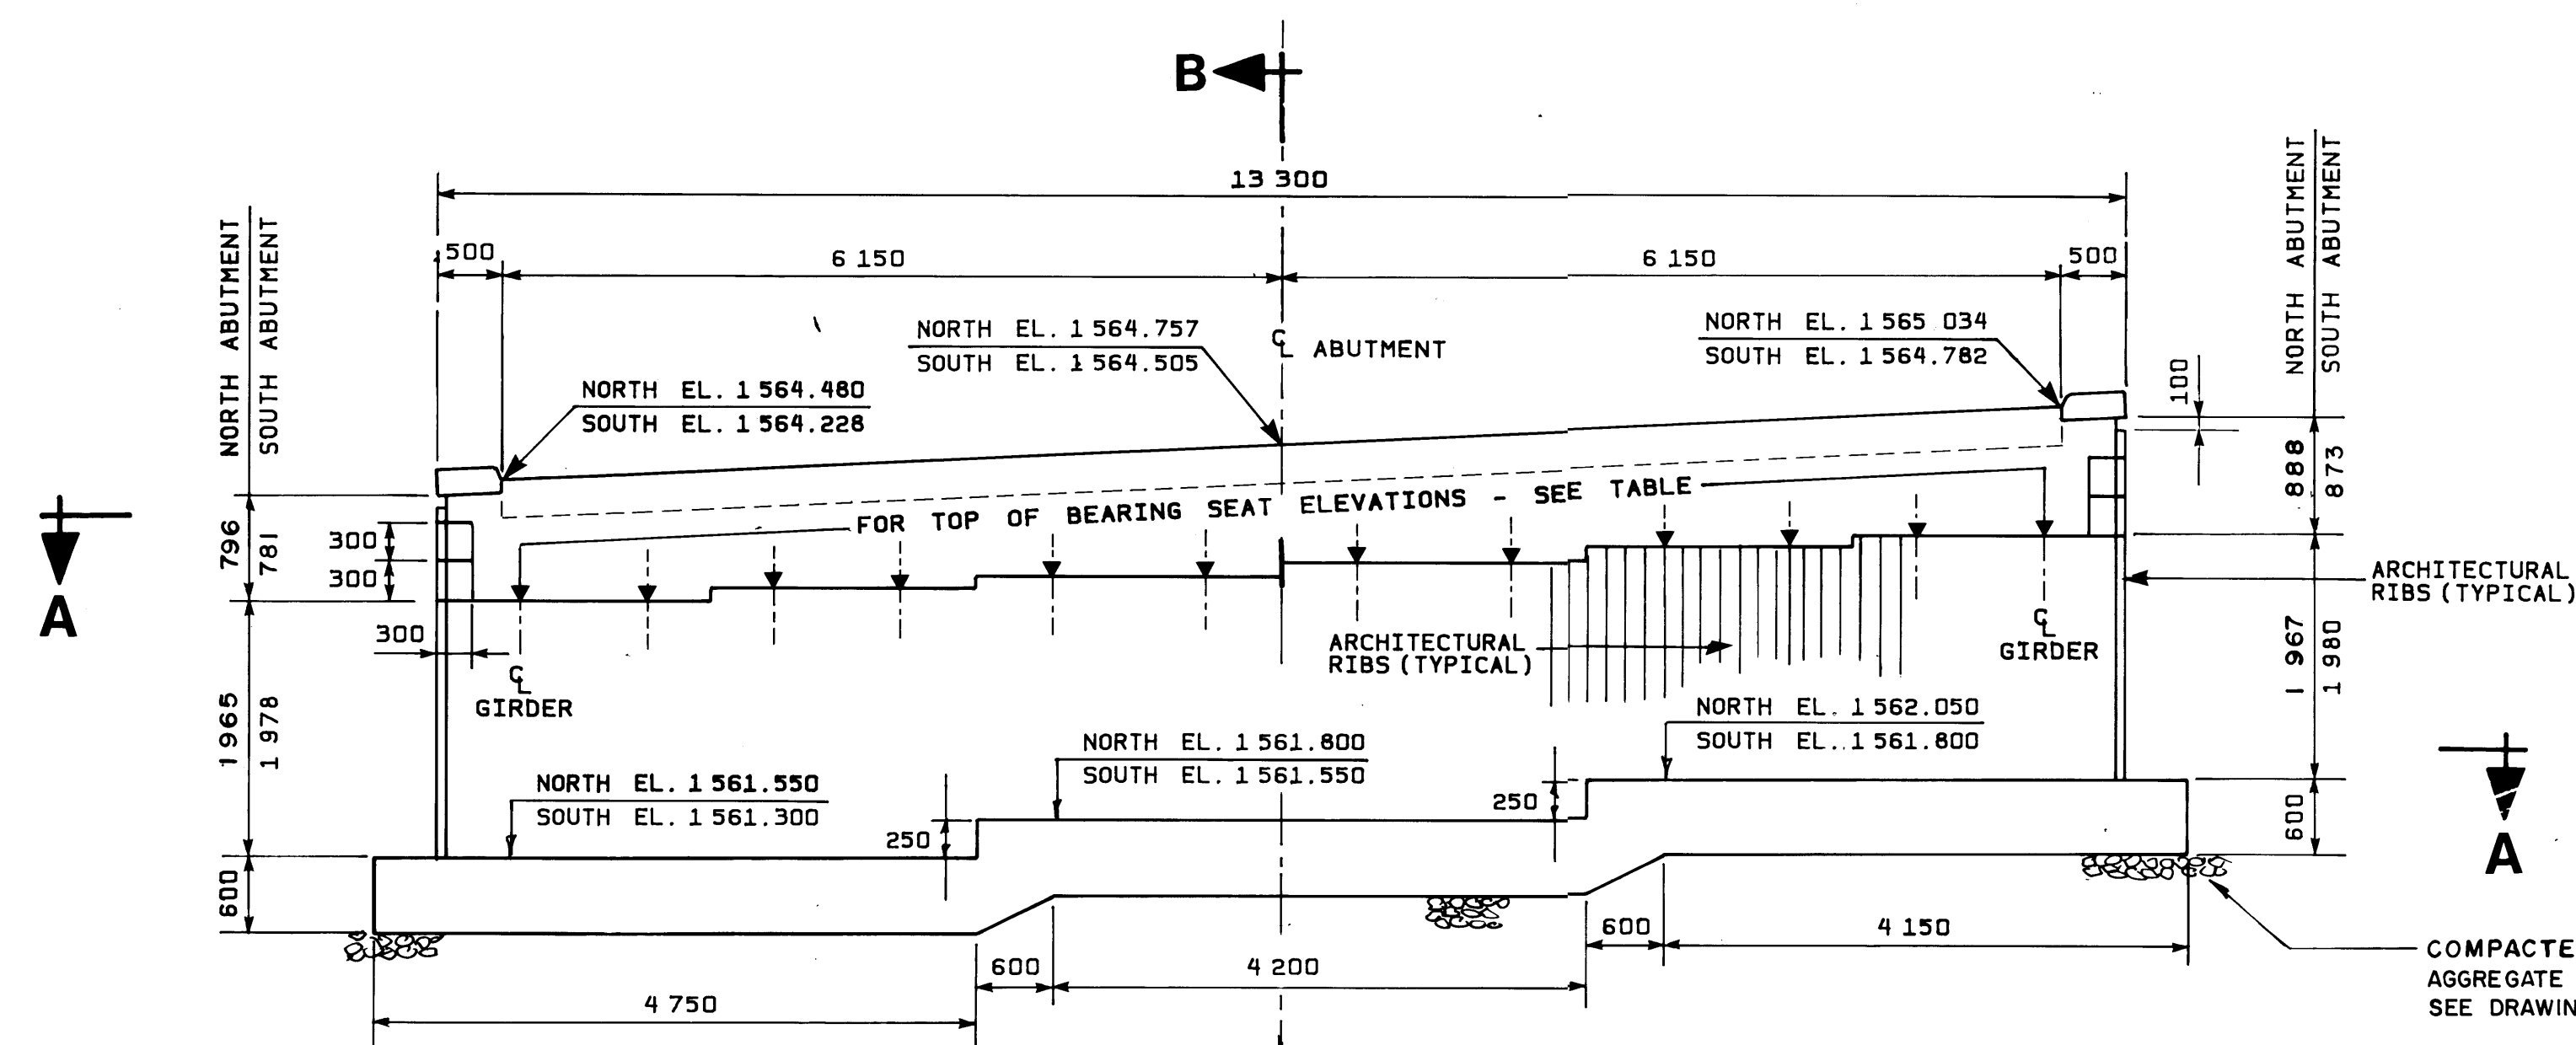 B
13 300
500
6 150
6 150
500
NORTH ABUTMENT
SOUTH ABUTMENT
NORTH ABUTMENT
SOUTH ABUTMENT
NORTH EL. 1 564.757
SOUTH EL. 1 564.505
CL ABUTMENT
NORTH EL. 1 565 034
SOUTH EL. 1 564.782
NORTH EL. 1 564.480
SOUTH EL. 1 564.228
100
888
873
796
781
300
300
300
FOR TOP OF BEARING SEAT ELEVATIONS - SEE TABLE
A
ARCHITECTURAL
RIBS (TYPICAL)
ARCHITECTURAL
RIBS (TYPICAL)
CL
GIRDER
CL
GIRDER
1 965
1 978
1 967
1 980
NORTH EL. 1 562.050
SOUTH EL. 1 561.800
NORTH EL. 1 561.800
SOUTH EL. 1 561.550
NORTH EL. 1 561.550
SOUTH EL. 1 561.300
250
250
600
600
A
600
4 150
600
4 200
4 750
COMPACTE
AGGREGATE
SEE DRAWIN